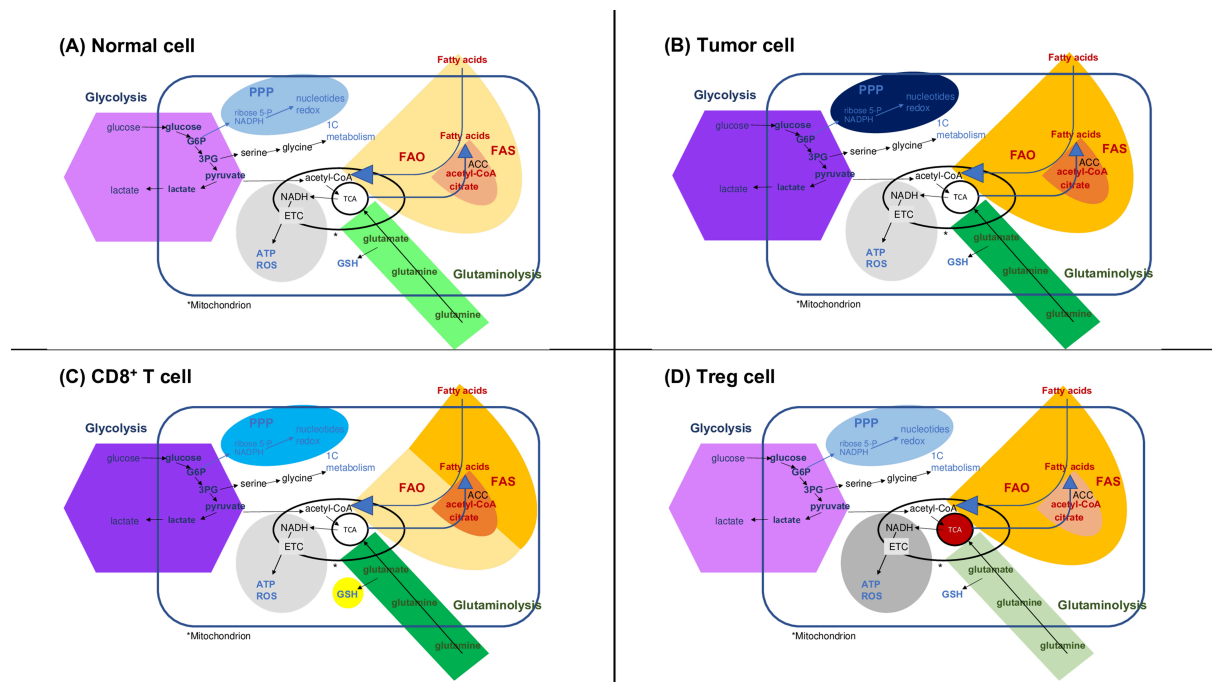 (A) Normal cell
Fatty acids
Glycolysis
PPP
nucleotides
ribose 5-P
redox
NADPH
glucose
glucose
G6P
1C
metabolism
3PG
serine
glycine
Fatty acids
FAO
FAS
pyruvate
ACC
acetyl-CoA
acetyl-CoA
citrate
lactate
lactate
NADH
TCA
ETC
*
glutamate
ATP
ROS
GSH
glutamine
Glutaminolysis
*Mitochondrion
glutamine
(B) Tumor cell
Fatty acids
Glycolysis
PPP
nucleotides
ribose 5-P
redox
NADPH
glucose
glucose
G6P
1C
metabolism
3PG
serine
glycine
Fatty acids
FAO
FAS
pyruvate
ACC
acetyl-CoA
acetyl-CoA
citrate
lactate
lactate
NADH
TCA
ETC
*
glutamate
ATP
ROS
GSH
glutamine
Glutaminolysis
*Mitochondrion
glutamine
(C) CD8⁺ T cell
Fatty acids
Glycolysis
PPP
nucleotides
ribose 5-P
redox
NADPH
glucose
glucose
G6P
1C
metabolism
3PG
serine
glycine
Fatty acids
FAO
FAS
pyruvate
ACC
acetyl-CoA
acetyl-CoA
citrate
lactate
lactate
NADH
TCA
ETC
*
glutamate
ATP
ROS
GSH
glutamine
Glutaminolysis
*Mitochondrion
glutamine
(D) Treg cell
Fatty acids
Glycolysis
PPP
nucleotides
ribose 5-P
redox
NADPH
glucose
glucose
G6P
1C
metabolism
3PG
serine
glycine
Fatty acids
FAO
FAS
pyruvate
ACC
acetyl-CoA
acetyl-CoA
citrate
lactate
lactate
NADH
TCA
ETC
*
glutamate
ATP
ROS
GSH
glutamine
Glutaminolysis
*Mitochondrion
glutamine